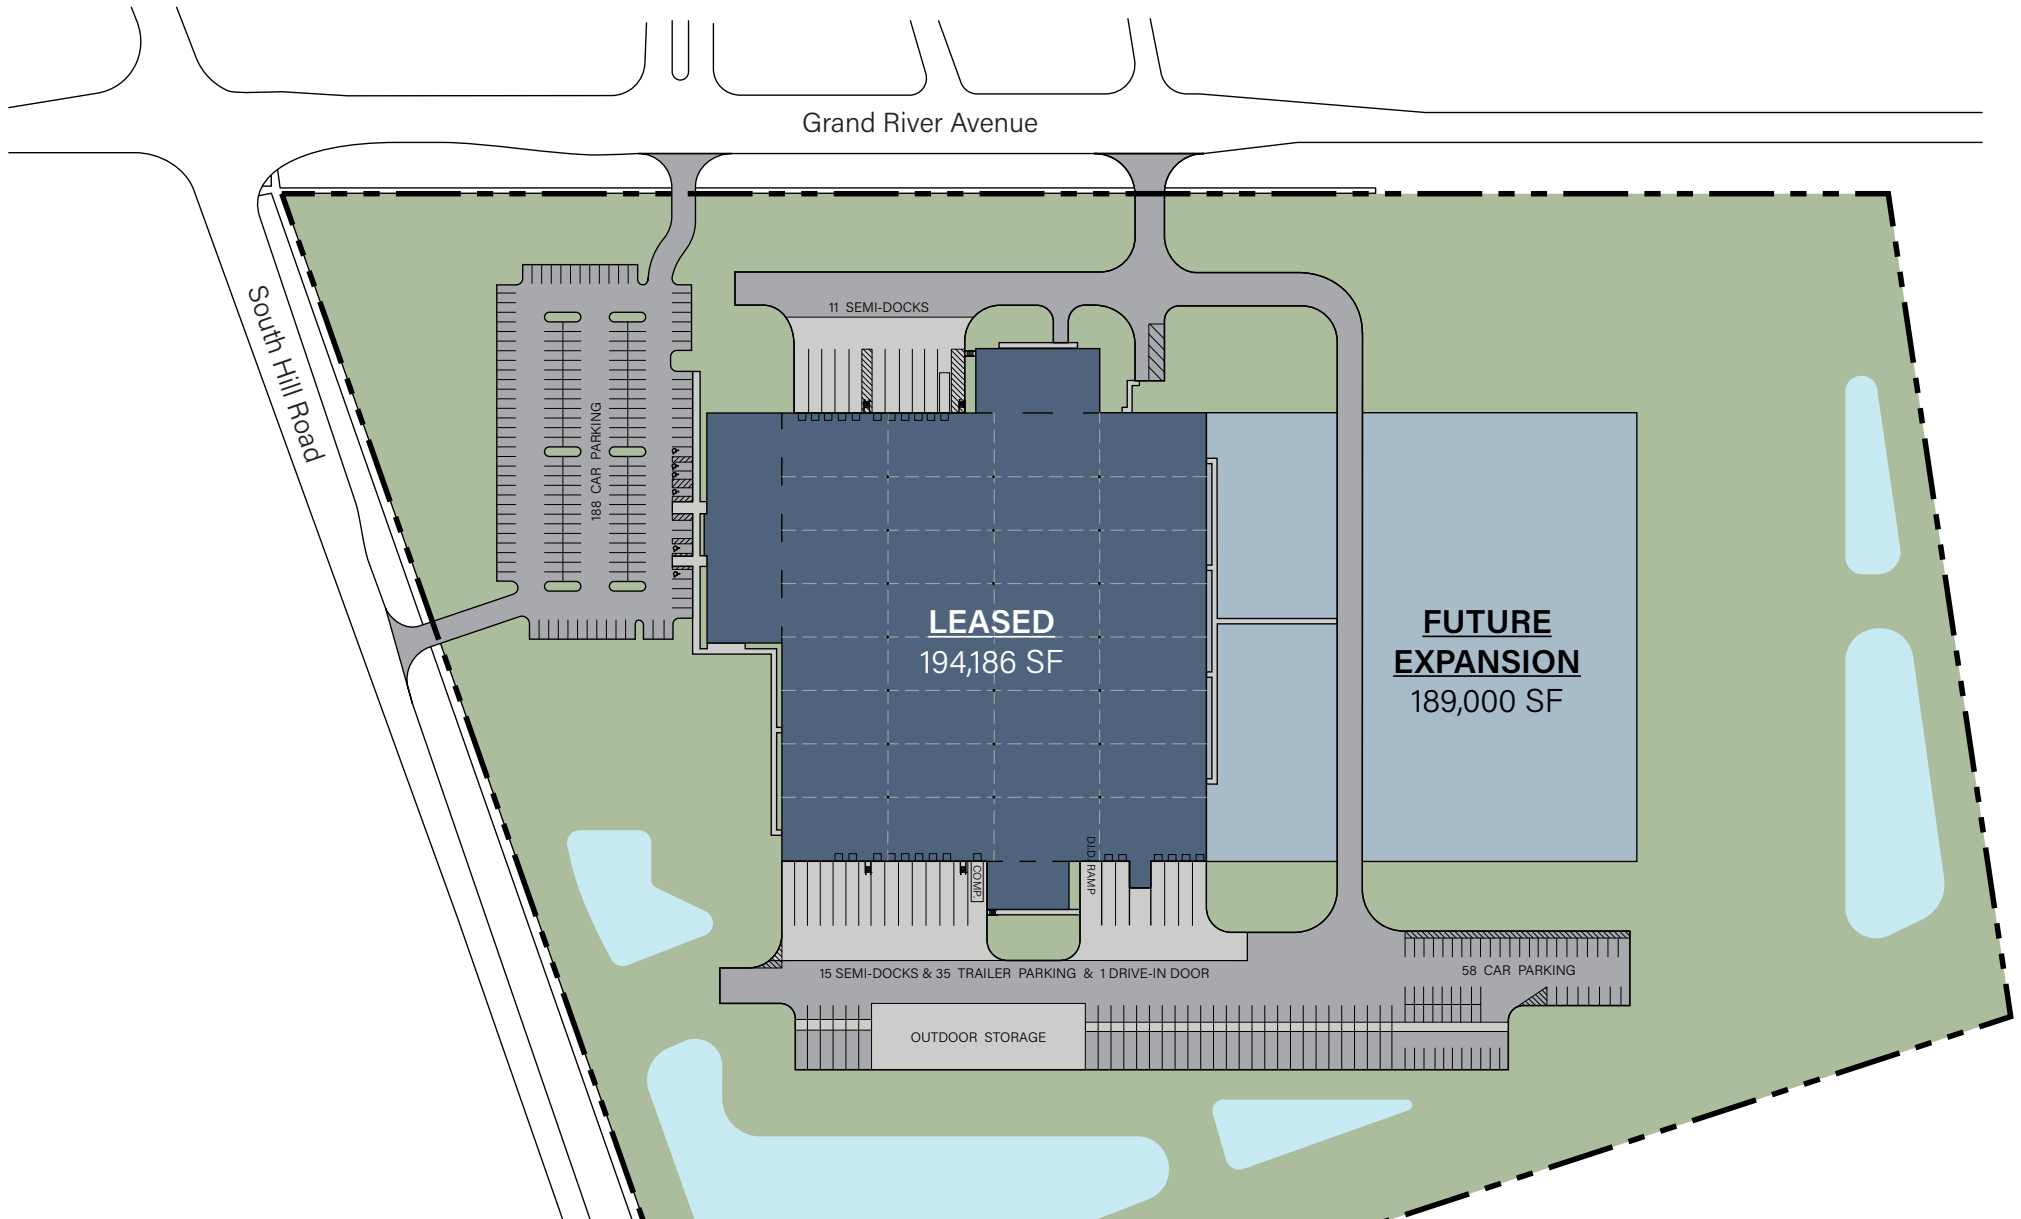 Grand River Avenue
South Hill Road
11 SEMI-DOCKS
188 CAR PARKING
LEASED
194,186 SF
FUTURE
EXPANSION
189,000 SF
COMP.
D.I.D. RAMP
15 SEMI-DOCKS & 35 TRAILER PARKING & 1 DRIVE-IN DOOR
58 CAR PARKING
OUTDOOR STORAGE